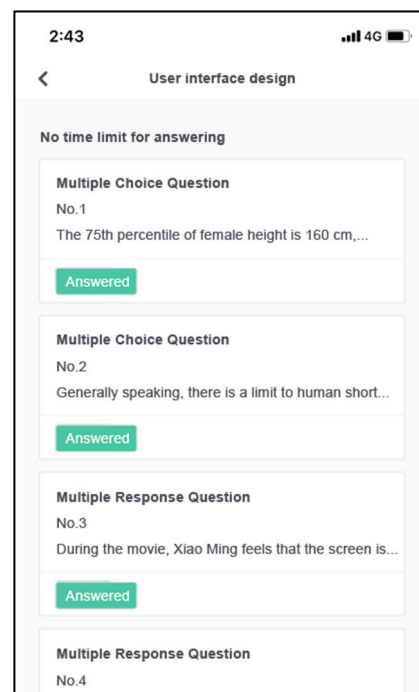 2:43 4G
User interface design
No time limit for answering
Multiple Choice Question
No.1
The 75th percentile of female height is 160 cm,...
Answered
Multiple Choice Question
No.2
Generally speaking, there is a limit to human short...
Answered
Multiple Response Question
No.3
During the movie, Xiao Ming feels that the screen is...
Answered
Multiple Response Question
No.4